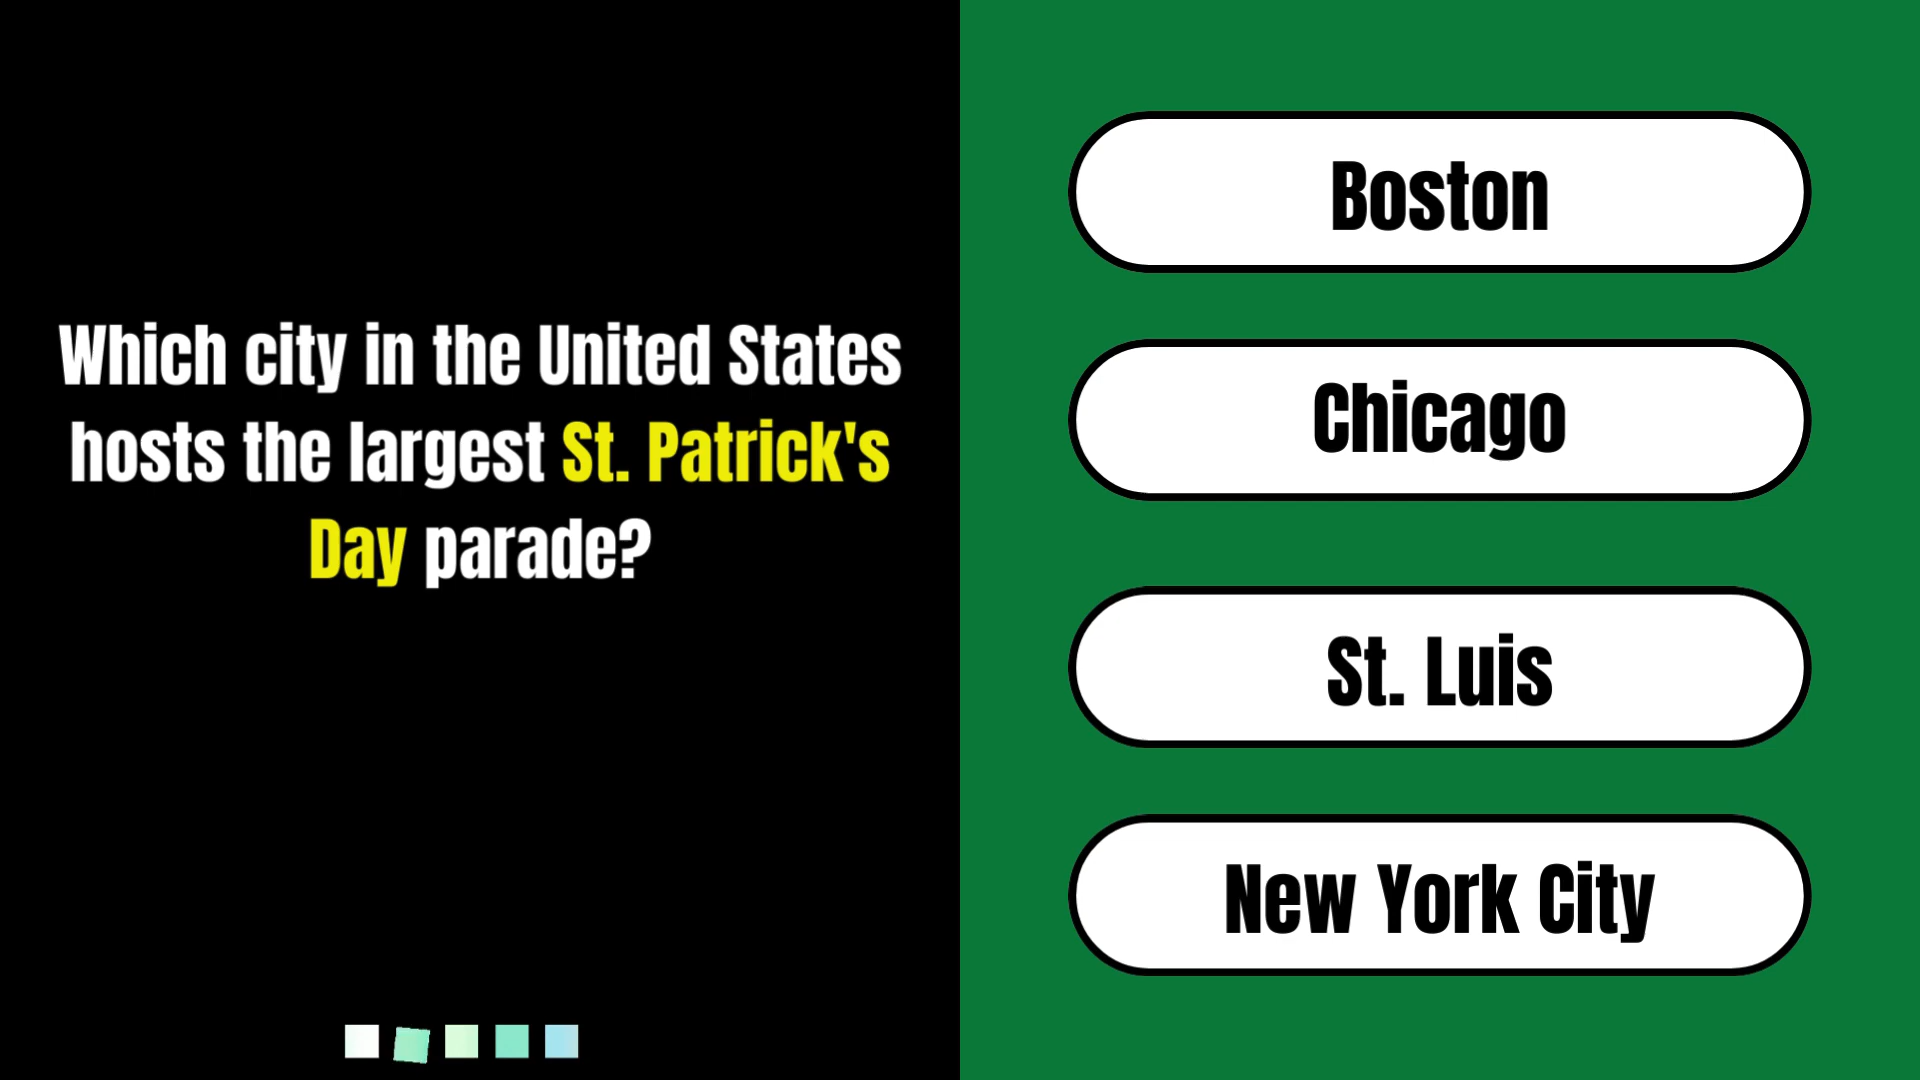 Which city in the United States
hosts the largest St. Patrick's
Day parade?
Boston
Chicago
St. Luis
New York City